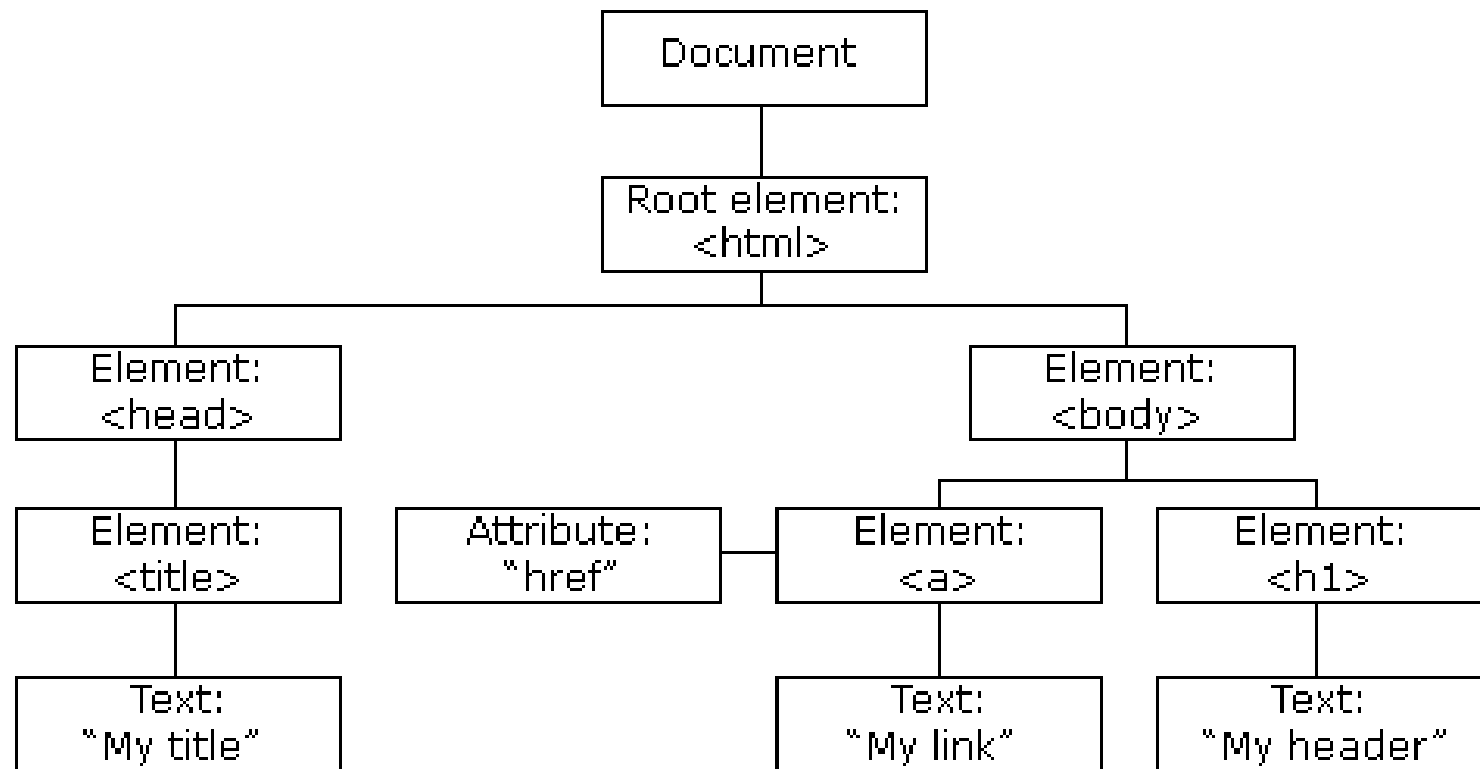 Document
Root element:
<html>
Element:
<head>
Element:
<body>
Element:
<title>
Attribute:
“href”
Element:
<a>
Element:
<h1>
Text:
“My title”
Text:
“My link”
Text:
“My header”